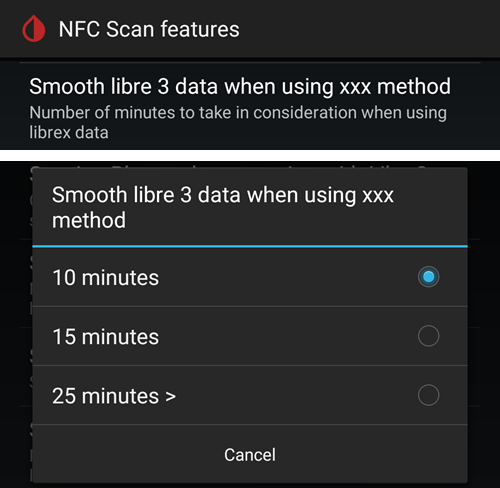 NFC Scan features
Smooth libre 3 data when using xxx method
Number of minutes to take in consideration when using
librex data
Smooth libre 3 data when using xxx
method
10 minutes
15 minutes
25 minutes >
Cancel